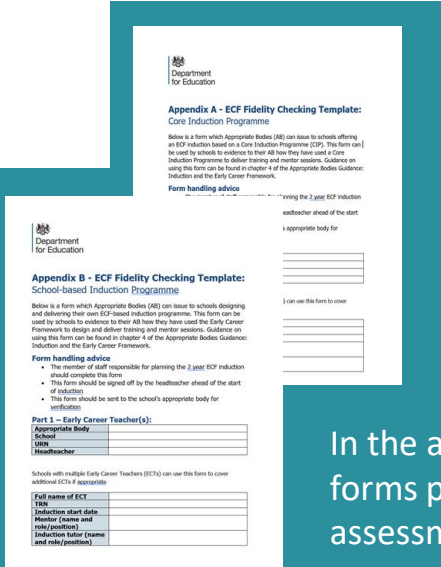 Department
for Education
Appendix A - ECF Fidelity Checking Template:
Core Induction Programme
Below is a form which Appropriate Bodies (AB) can issue to schools offering
an ECF induction based on a Core Induction Programme (CIP). This form can
be used by schools to evidence to their AB how they have used a Core
Induction Programme to deliver training and mentor sessions. Guidance on
using this form can be found in chapter 4 of the Appropriate Bodies Guidance:
Induction and the Early Career Framework.
Form handling advice
nning the 2 year ECF induction
eadteacher ahead of the start
s appropriate body for
) can use this form to cover
Department
for Education
Appendix B - ECF Fidelity Checking Template:
School-based Induction Programme
Below is a form which Appropriate Bodies (AB) can issue to schools designing
and delivering their own ECF-based induction programme. This form can be
used by schools to evidence to their AB how they have used the Early Career
Framework to design and deliver training and mentor sessions. Guidance on
using this form can be found in chapter 4 of the Appropriate Bodies Guidance:
Induction and the Early Career Framework.
Form handling advice
• The member of staff responsible for planning the 2 year ECF induction
should complete this form
• This form should be signed off by the headteacher ahead of the start
of induction
• This form should be sent to the school's appropriate body for
verification
Part 1 – Early Career Teacher(s):
Appropriate Body
School
URN
Headteacher
Schools with multiple Early Career Teachers (ECTs) can use this form to cover
additional ECTs if appropriate
Full name of ECT
TRN
Induction start date
Mentor (name and
role/position)
Induction tutor (name
and role/position)
In the a
forms p
assessn